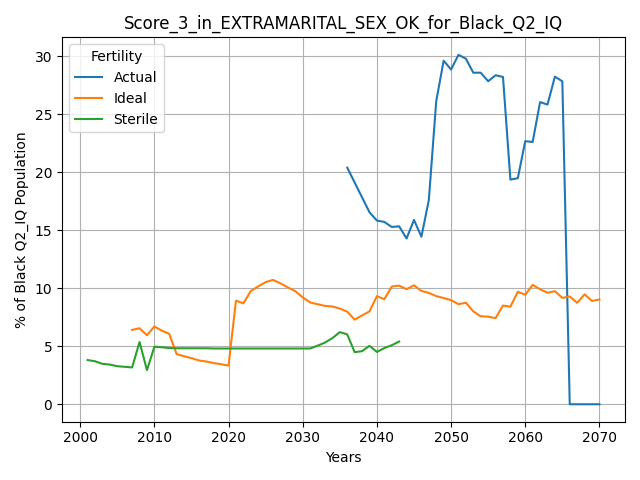 Score_3_in_EXTRAMARITAL_SEX_OK_for_Black_Q2_IQ
Fertility
Actual
Ideal
Sterile
% of Black Q2_IQ Population
30
25
20
15
10
5
0
2000 2010 2020 2030 2040 2050 2060 2070
Years